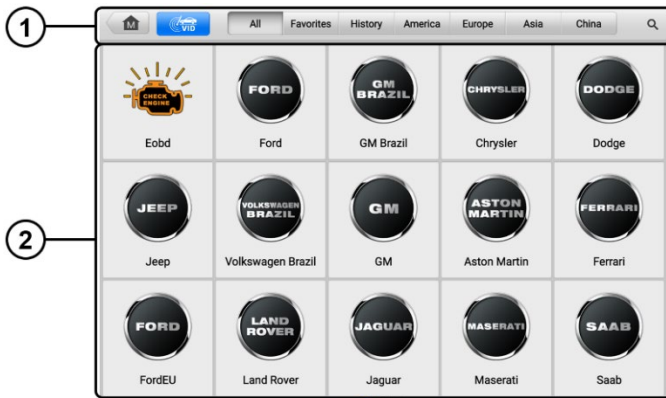 1
M VID All Favorites History America Europe Asia China
2
CHECK ENGINE
FORD
GM BRAZIL
CHRYSLER
DODGE
Eobd Ford GM Brazil Chrysler Dodge
JEEP
VOLKSWAGEN BRAZIL
GM
ASTON MARTIN
FERRARI
Jeep Volkswagen Brazil GM Aston Martin Ferrari
FORD
LAND ROVER
JAGUAR
MASERATI
SAAB
FordEU Land Rover Jaguar Maserati Saab